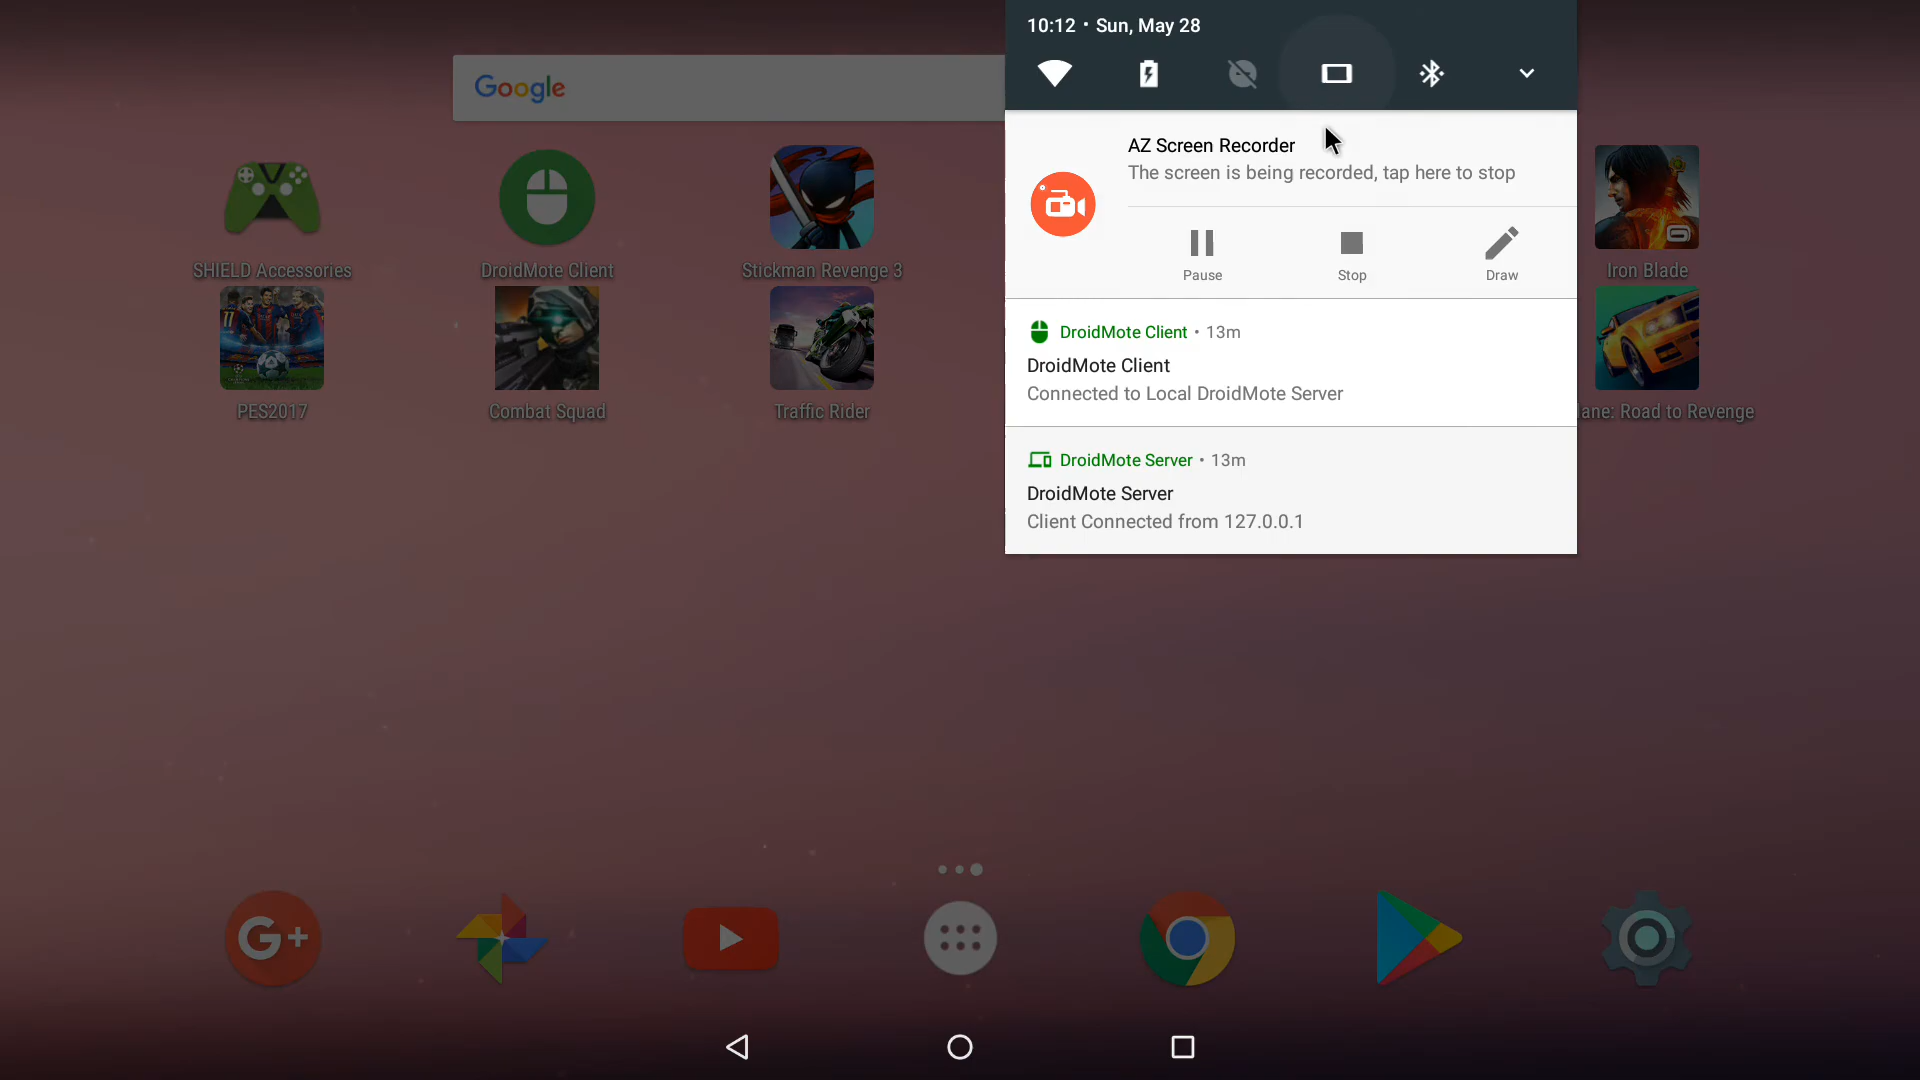 10:12 • Sun, May 28
Google
AZ Screen Recorder
The screen is being recorded, tap here to stop
Pause
Stop
Draw
SHIELD Accessories
DroidMote Client
Stickman Revenge 3
Iron Blade
DroidMote Client • 13m
DroidMote Client
Connected to Local DroidMote Server
PES2017
Combat Squad
Traffic Rider
lane: Road to Revenge
DroidMote Server • 13m
DroidMote Server
Client Connected from 127.0.0.1
G+